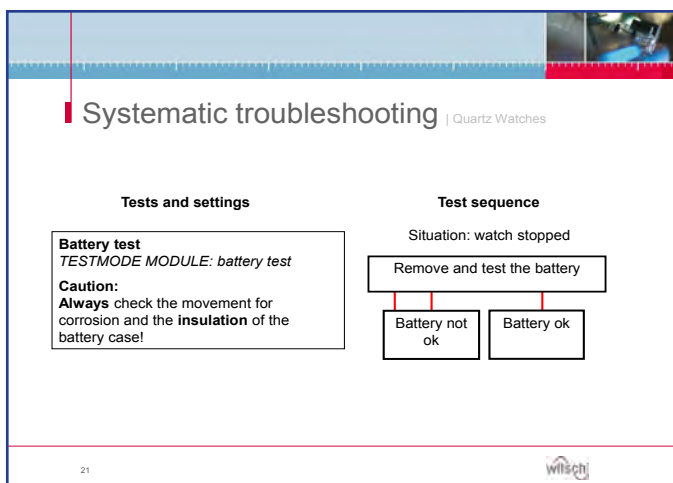 Systematic troubleshooting | Quartz Watches
Tests and settings
Battery test
TESTMODE MODULE: battery test
Caution:
Always check the movement for
corrosion and the insulation of the
battery case!
Test sequence
Situation: watch stopped
Remove and test the battery
Battery not
ok
Battery ok
21
witschi